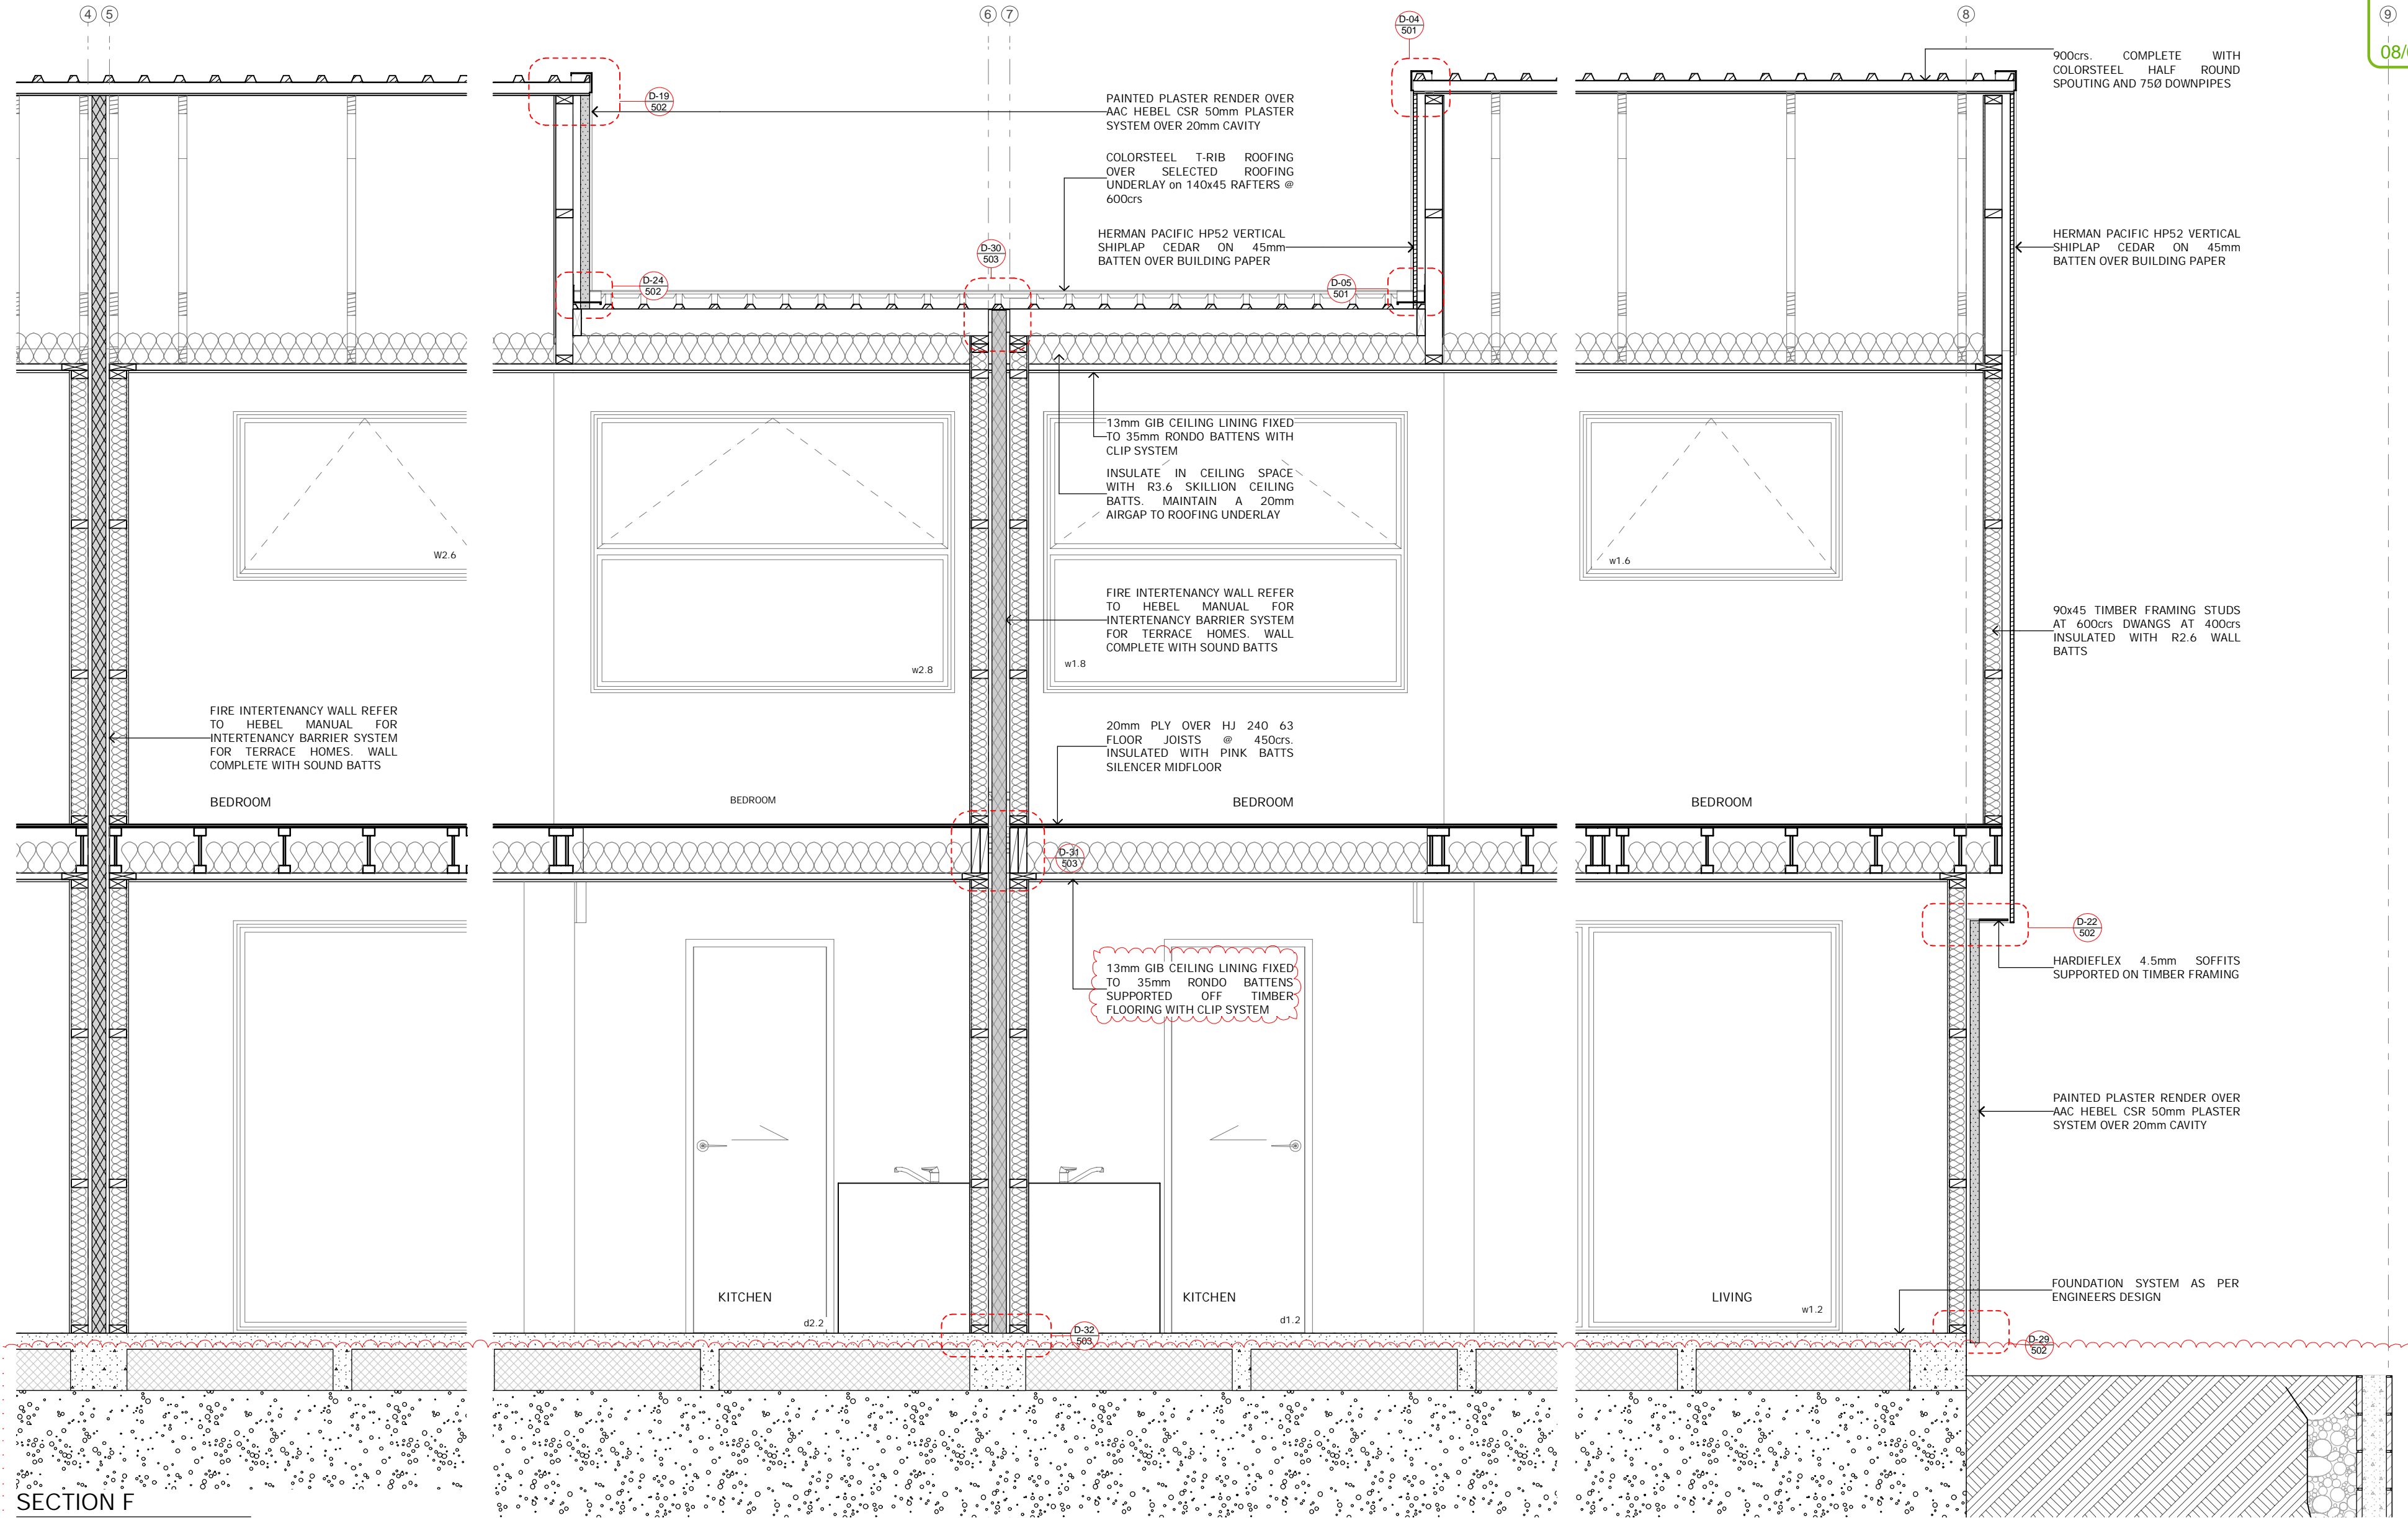 4 5 6 7 8 9
D-04
501
08/
900crs. COMPLETE WITH
COLORSTEEL HALF ROUND
SPOUTING AND 75Ø DOWNPIPES
D-19
502
PAINTED PLASTER RENDER OVER
AAC HEBEL CSR 50mm PLASTER
SYSTEM OVER 20mm CAVITY
COLORSTEEL T-RIB ROOFING
OVER SELECTED ROOFING
UNDERLAY on 140x45 RAFTERS @
600crs
HERMAN PACIFIC HP52 VERTICAL
SHIPLAP CEDAR ON 45mm
BATTEN OVER BUILDING PAPER
HERMAN PACIFIC HP52 VERTICAL
SHIPLAP CEDAR ON 45mm
BATTEN OVER BUILDING PAPER
D-30
503
D-24
502
D-05
501
13mm GIB CEILING LINING FIXED
TO 35mm RONDO BATTENS WITH
CLIP SYSTEM
INSULATE IN CEILING SPACE
WITH R3.6 SKILLION CEILING
BATTS. MAINTAIN A 20mm
AIRGAP TO ROOFING UNDERLAY
W2.6
w1.6
FIRE INTERTENANCY WALL REFER
TO HEBEL MANUAL FOR
INTERTENANCY BARRIER SYSTEM
FOR TERRACE HOMES. WALL
COMPLETE WITH SOUND BATTS
90x45 TIMBER FRAMING STUDS
AT 600crs DWANGS AT 400crs
INSULATED WITH R2.6 WALL
BATTS
w2.8
w1.8
FIRE INTERTENANCY WALL REFER
TO HEBEL MANUAL FOR
INTERTENANCY BARRIER SYSTEM
FOR TERRACE HOMES. WALL
COMPLETE WITH SOUND BATTS
20mm PLY OVER HJ 240 63
FLOOR JOISTS @ 450crs.
INSULATED WITH PINK BATTS
SILENCER MIDFLOOR
BEDROOM
BEDROOM
BEDROOM
BEDROOM
D-31
503
D-22
502
13mm GIB CEILING LINING FIXED
TO 35mm RONDO BATTENS
SUPPORTED OFF TIMBER
FLOORING WITH CLIP SYSTEM
HARDIEFLEX 4.5mm SOFFITS
SUPPORTED ON TIMBER FRAMING
PAINTED PLASTER RENDER OVER
AAC HEBEL CSR 50mm PLASTER
SYSTEM OVER 20mm CAVITY
FOUNDATION SYSTEM AS PER
ENGINEERS DESIGN
KITCHEN
KITCHEN
LIVING
d2.2
d1.2
w1.2
D-32
503
D-29
502
SECTION F